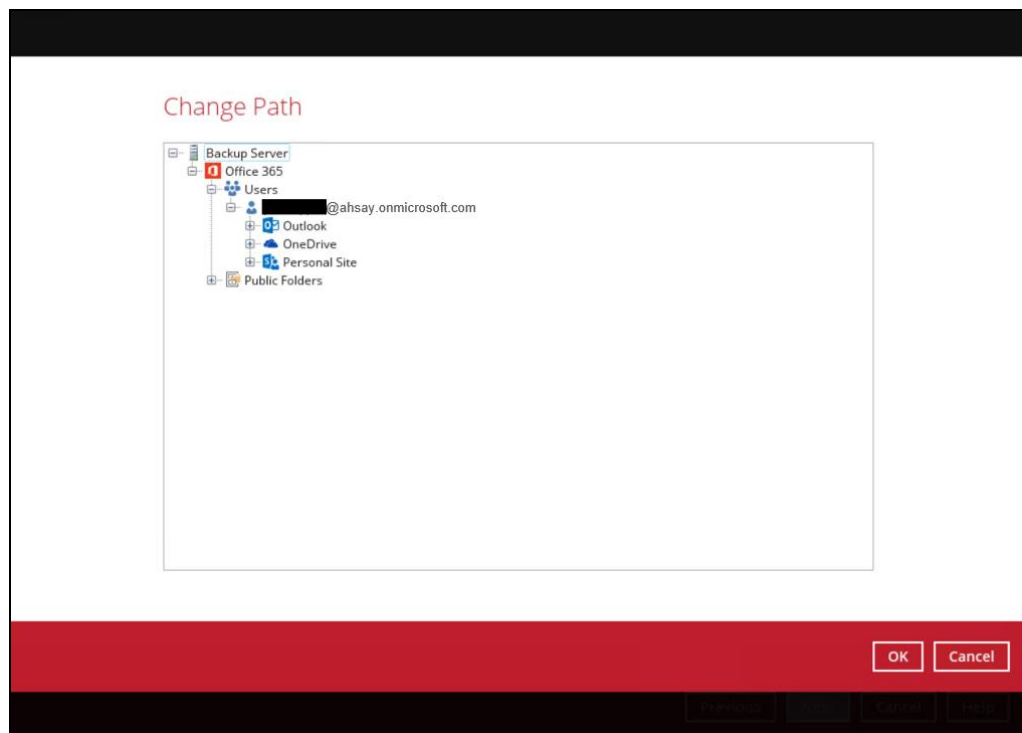 Change Path
Backup Server
Office 365
Users
@ahsay.onmicrosoft.com
Outlook
OneDrive
Personal Site
Public Folders
OK Cancel
Previous Next Cancel Help